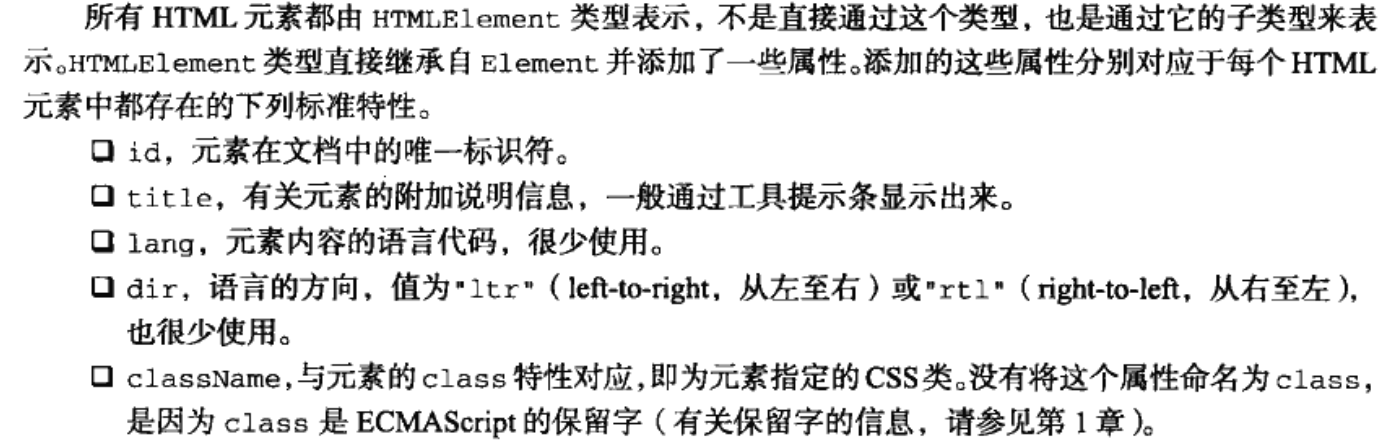 所有 HTML 元素都由 HTMLElement 类型表示，不是直接通过这个类型，也是通过它的子类型来表
示。HTMLElement 类型直接继承自 Element 并添加了一些属性。添加的这些属性分别对应于每个 HTML
元素中都存在的下列标准特性。
❑ id，元素在文档中的唯一标识符。
❑ title，有关元素的附加说明信息，一般通过工具提示条显示出来。
❑ lang，元素内容的语言代码，很少使用。
❑ dir，语言的方向，值为"ltr"（left-to-right，从左至右）或"rtl"（right-to-left，从右至左），
也很少使用。
❑ className，与元素的 class 特性对应，即为元素指定的 CSS 类。没有将这个属性命名为 class，
是因为 class 是 ECMAScript 的保留字（有关保留字的信息，请参见第 1 章）。